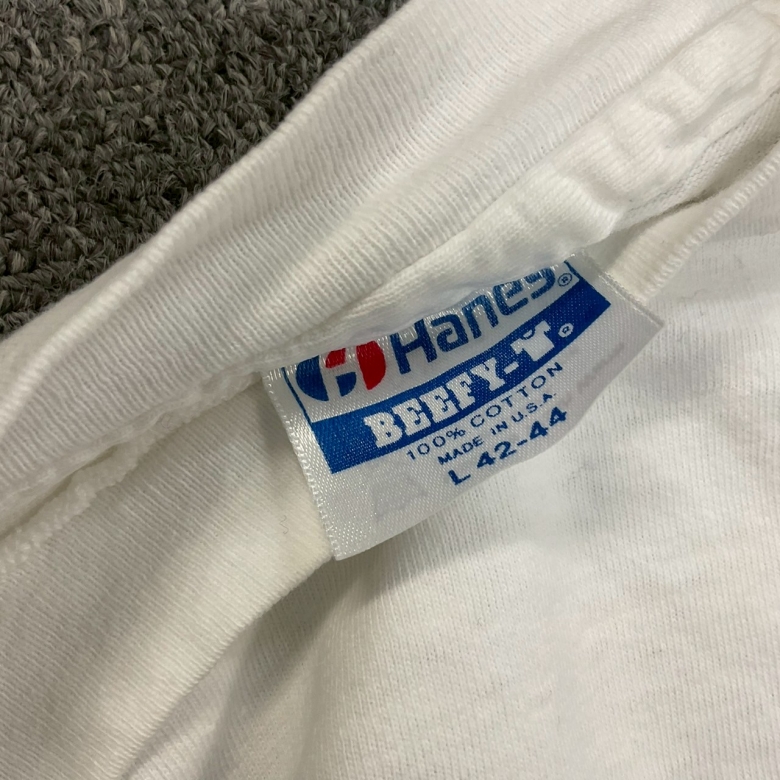 Hanes®
BEEFY-T®
100% COTTON
MADE IN U.S.A.
L 42-44